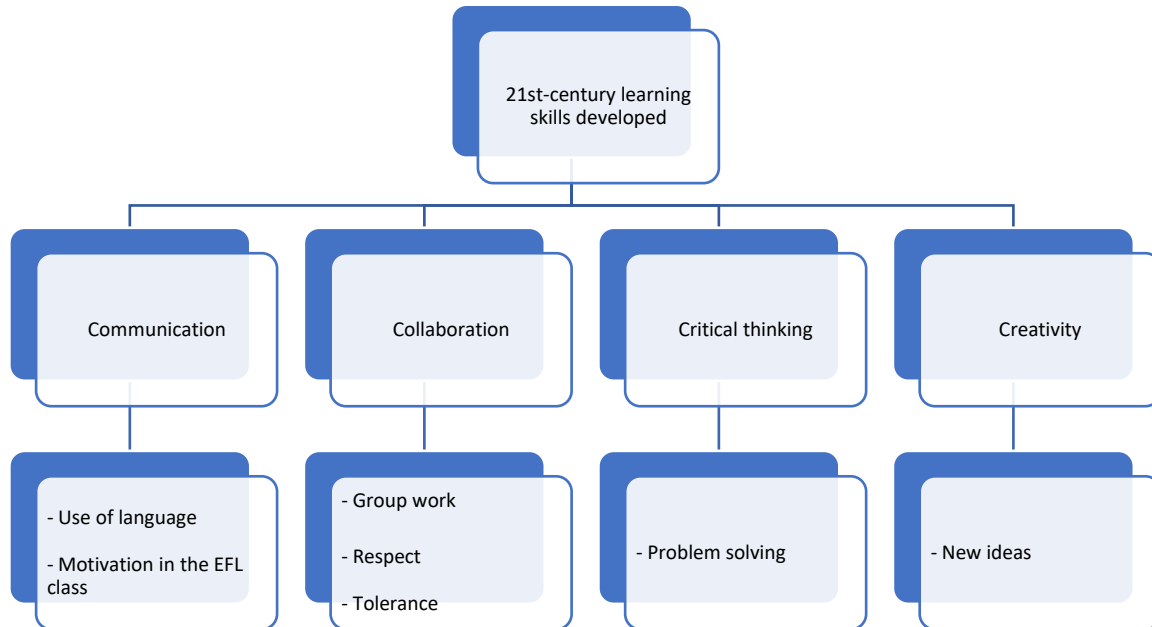 21st-century learning
skills developed
Communication
Collaboration
Critical thinking
Creativity
- Use of language
- Motivation in the EFL
class
- Group work
- Respect
- Tolerance
- Problem solving
- New ideas